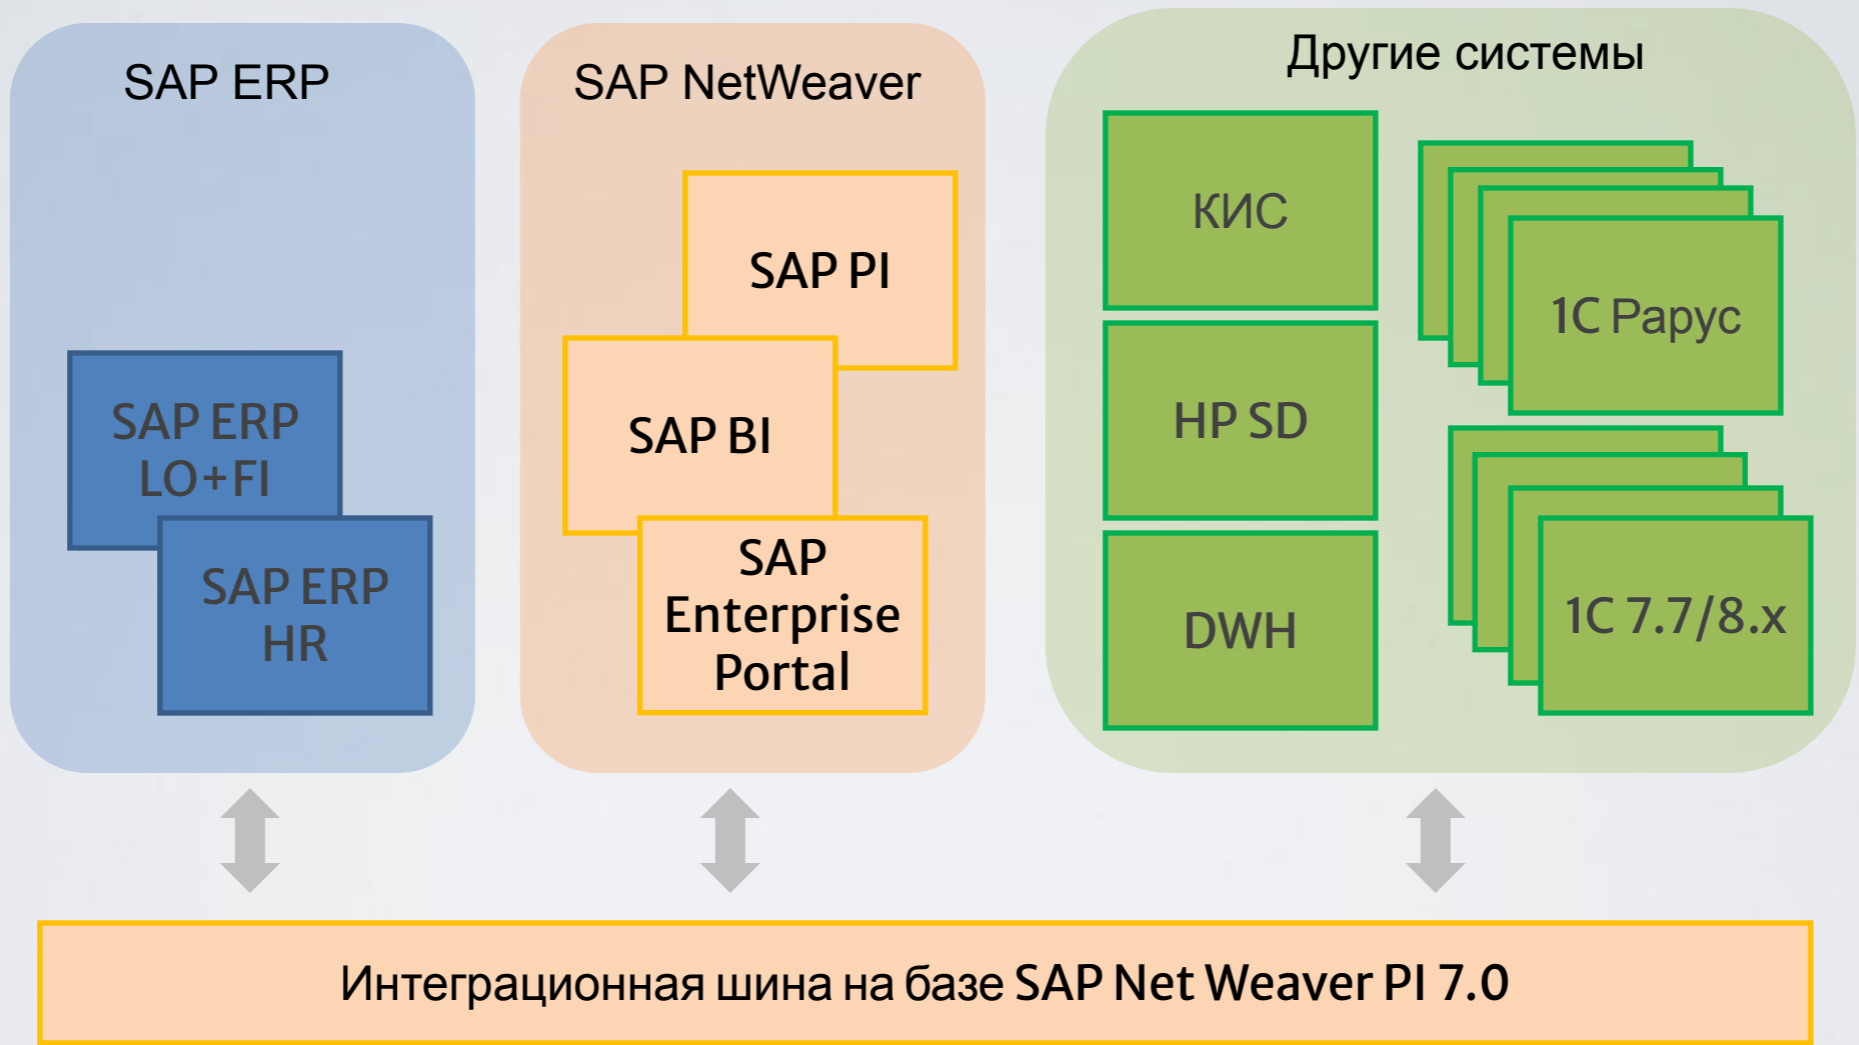 SAP ERP
SAP ERP
LO+FI
SAP ERP
HR
SAP NetWeaver
SAP PI
SAP BI
SAP
Enterprise
Portal
Другие системы
КИС
HP SD
DWH
1C Рарус
1C 7.7/8.x
Интеграционная шина на базе SAP Net Weaver PI 7.0